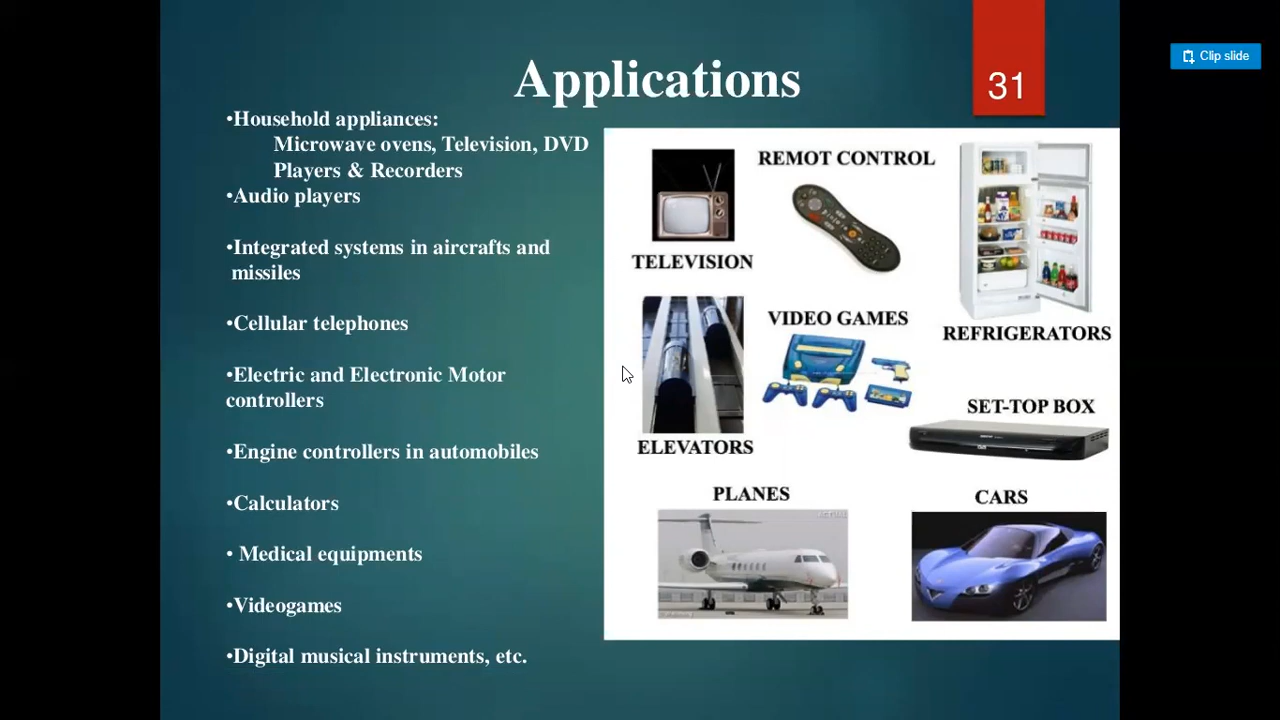 Clip slide
Applications
31
•Household appliances:
Microwave ovens, Television, DVD
Players & Recorders
•Audio players
•Integrated systems in aircrafts and
missiles
•Cellular telephones
•Electric and Electronic Motor
controllers
•Engine controllers in automobiles
•Calculators
• Medical equipments
•Videogames
•Digital musical instruments, etc.
REMOT CONTROL
TELEVISION
VIDEO GAMES
REFRIGERATORS
SET-TOP BOX
ELEVATORS
PLANES
CARS